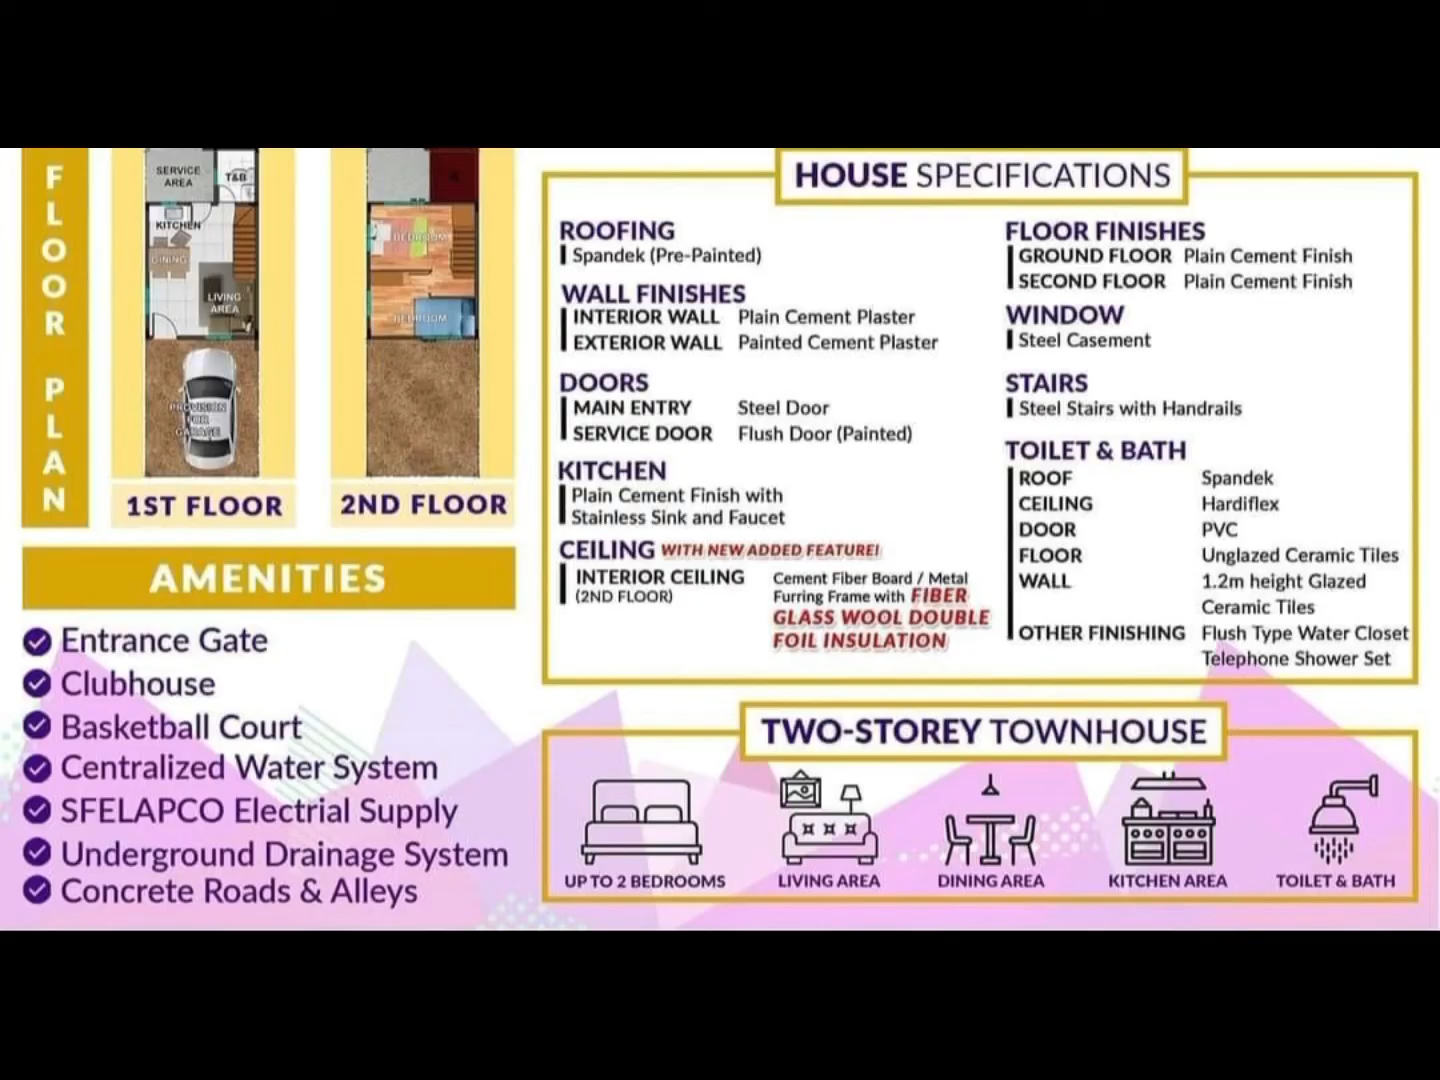 FLOOR PLAN
SERVICE
AREA
T&B
KITCHEN
DINING
LIVING
AREA
PROVISION
FOR
GARAGE
1ST FLOOR
BEDROOM
BEDROOM
2ND FLOOR
AMENITIES
Entrance Gate
Clubhouse
Basketball Court
Centralized Water System
SFELAPCO Electrial Supply
Underground Drainage System
Concrete Roads & Alleys
HOUSE SPECIFICATIONS
ROOFING
Spandek (Pre-Painted)
WALL FINISHES
INTERIOR WALL Plain Cement Plaster
EXTERIOR WALL Painted Cement Plaster
DOORS
MAIN ENTRY Steel Door
SERVICE DOOR Flush Door (Painted)
KITCHEN
Plain Cement Finish with
Stainless Sink and Faucet
CEILING WITH NEW ADDED FEATURE!
INTERIOR CEILING Cement Fiber Board / Metal
(2ND FLOOR) Furring Frame with FIBER
GLASS WOOL DOUBLE
FOIL INSULATION
FLOOR FINISHES
GROUND FLOOR Plain Cement Finish
SECOND FLOOR Plain Cement Finish
WINDOW
Steel Casement
STAIRS
Steel Stairs with Handrails
TOILET & BATH
ROOF Spandek
CEILING Hardiflex
DOOR PVC
FLOOR Unglazed Ceramic Tiles
WALL 1.2m height Glazed
Ceramic Tiles
OTHER FINISHING Flush Type Water Closet
Telephone Shower Set
TWO-STOREY TOWNHOUSE
UP TO 2 BEDROOMS
LIVING AREA
DINING AREA
KITCHEN AREA
TOILET & BATH